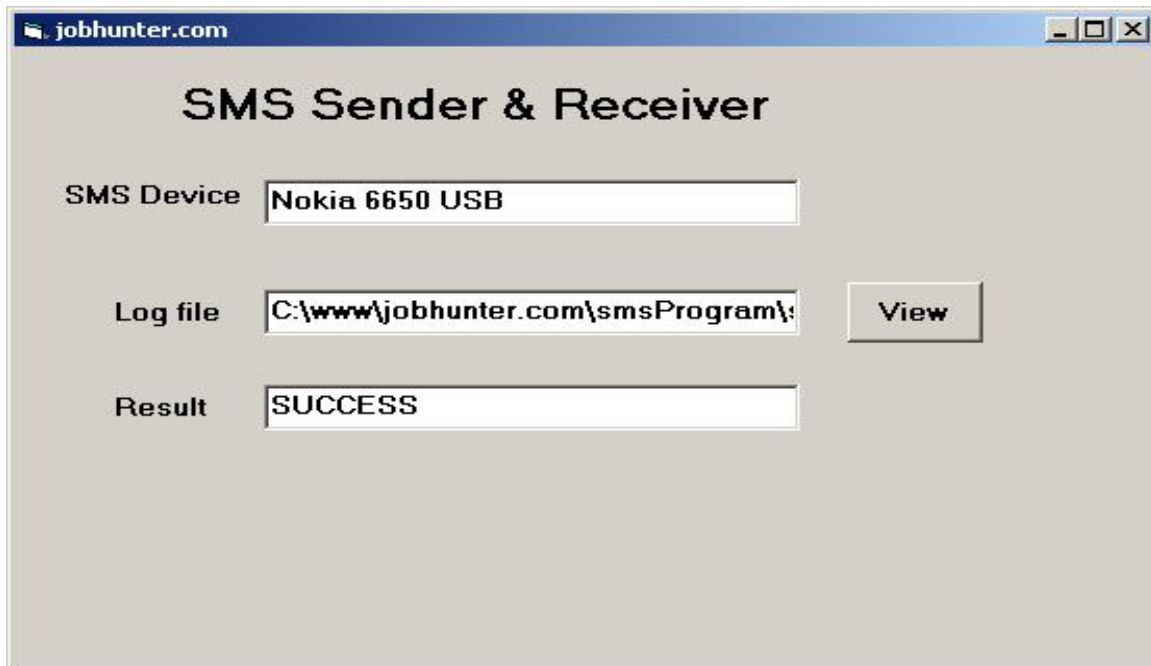 jobhunter.com
SMS Sender & Receiver
SMS Device Nokia 6650 USB
Log file C:\www\jobhunter.com\smsProgram\ View
Result SUCCESS